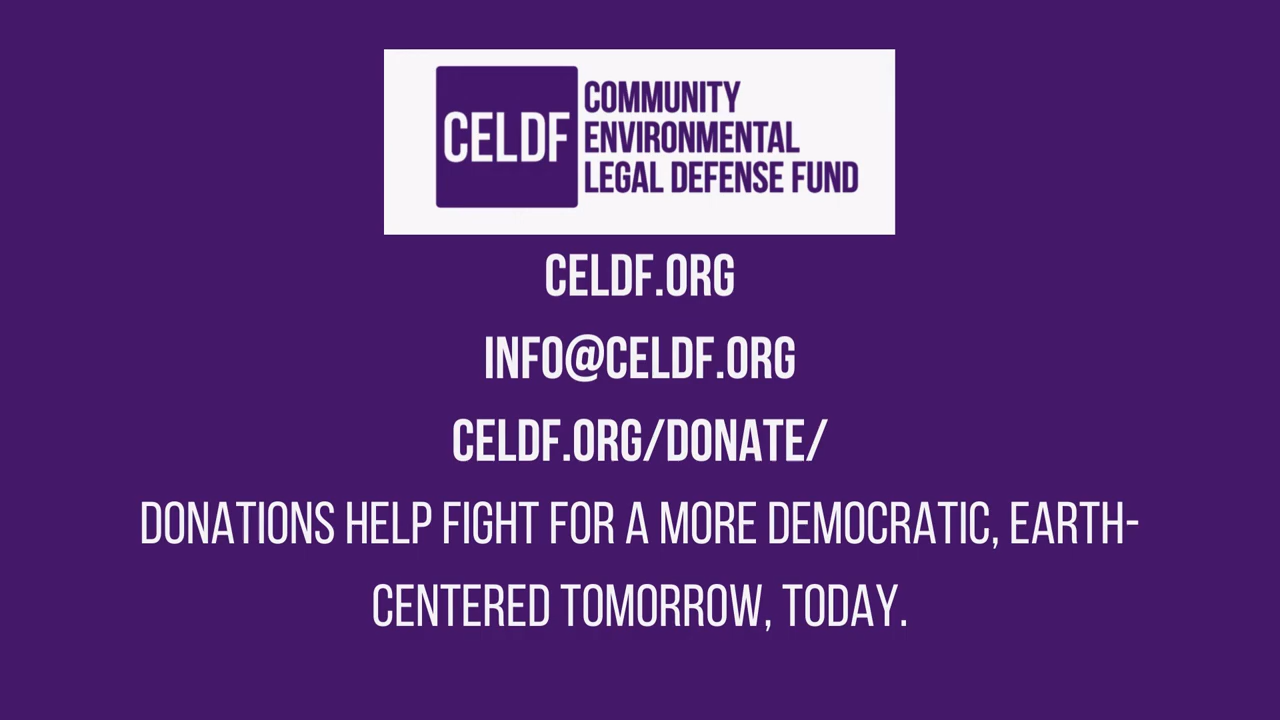 CELDF
COMMUNITY
ENVIRONMENTAL
LEGAL DEFENSE FUND
CELDF.ORG
INFO@CELDF.ORG
CELDF.ORG/DONATE/
DONATIONS HELP FIGHT FOR A MORE DEMOCRATIC, EARTH-
CENTERED TOMORROW, TODAY.